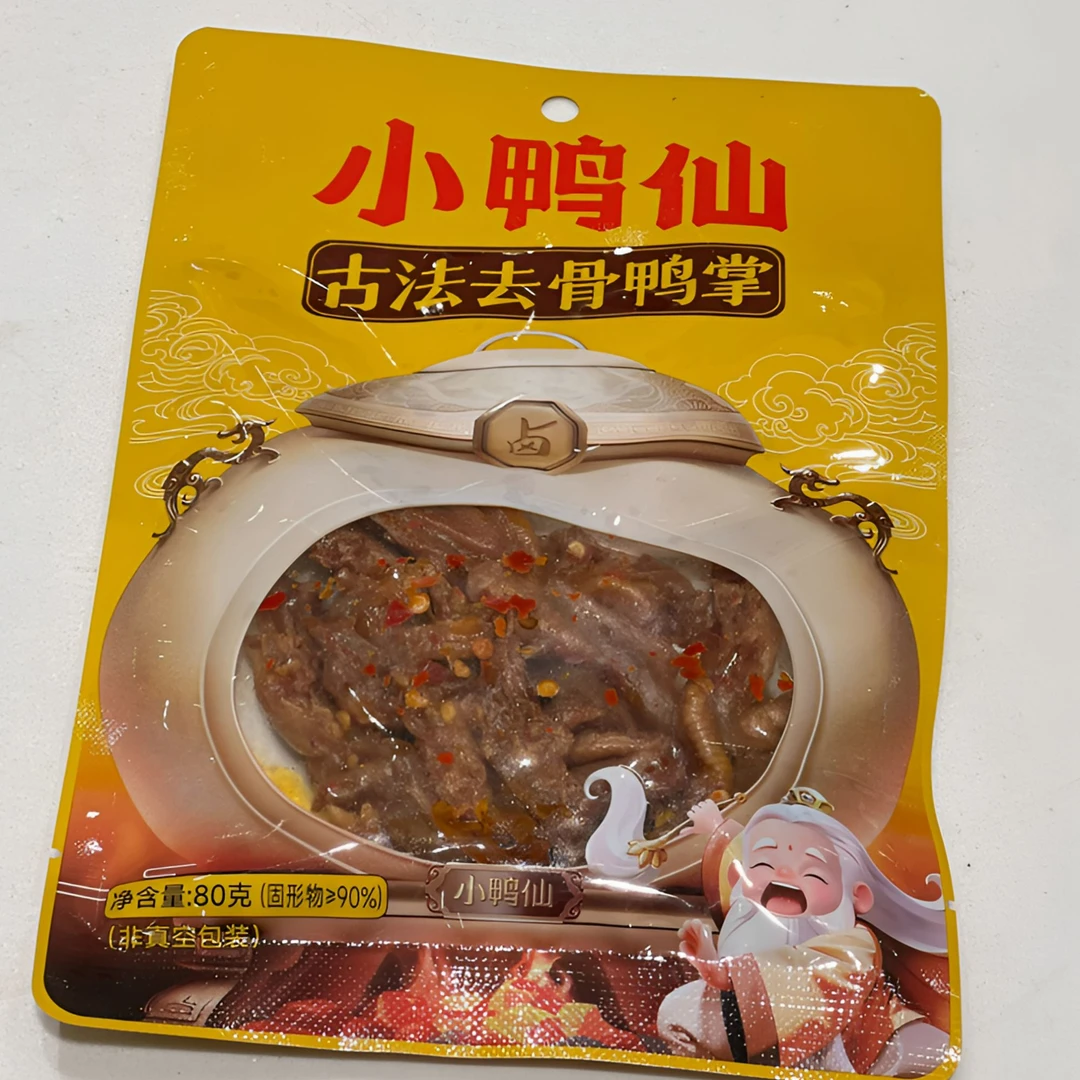 小鸭仙
古法去骨鸭掌
卤
小鸭仙
净含量:80克 (固形物≥90%)
(非真空包装)